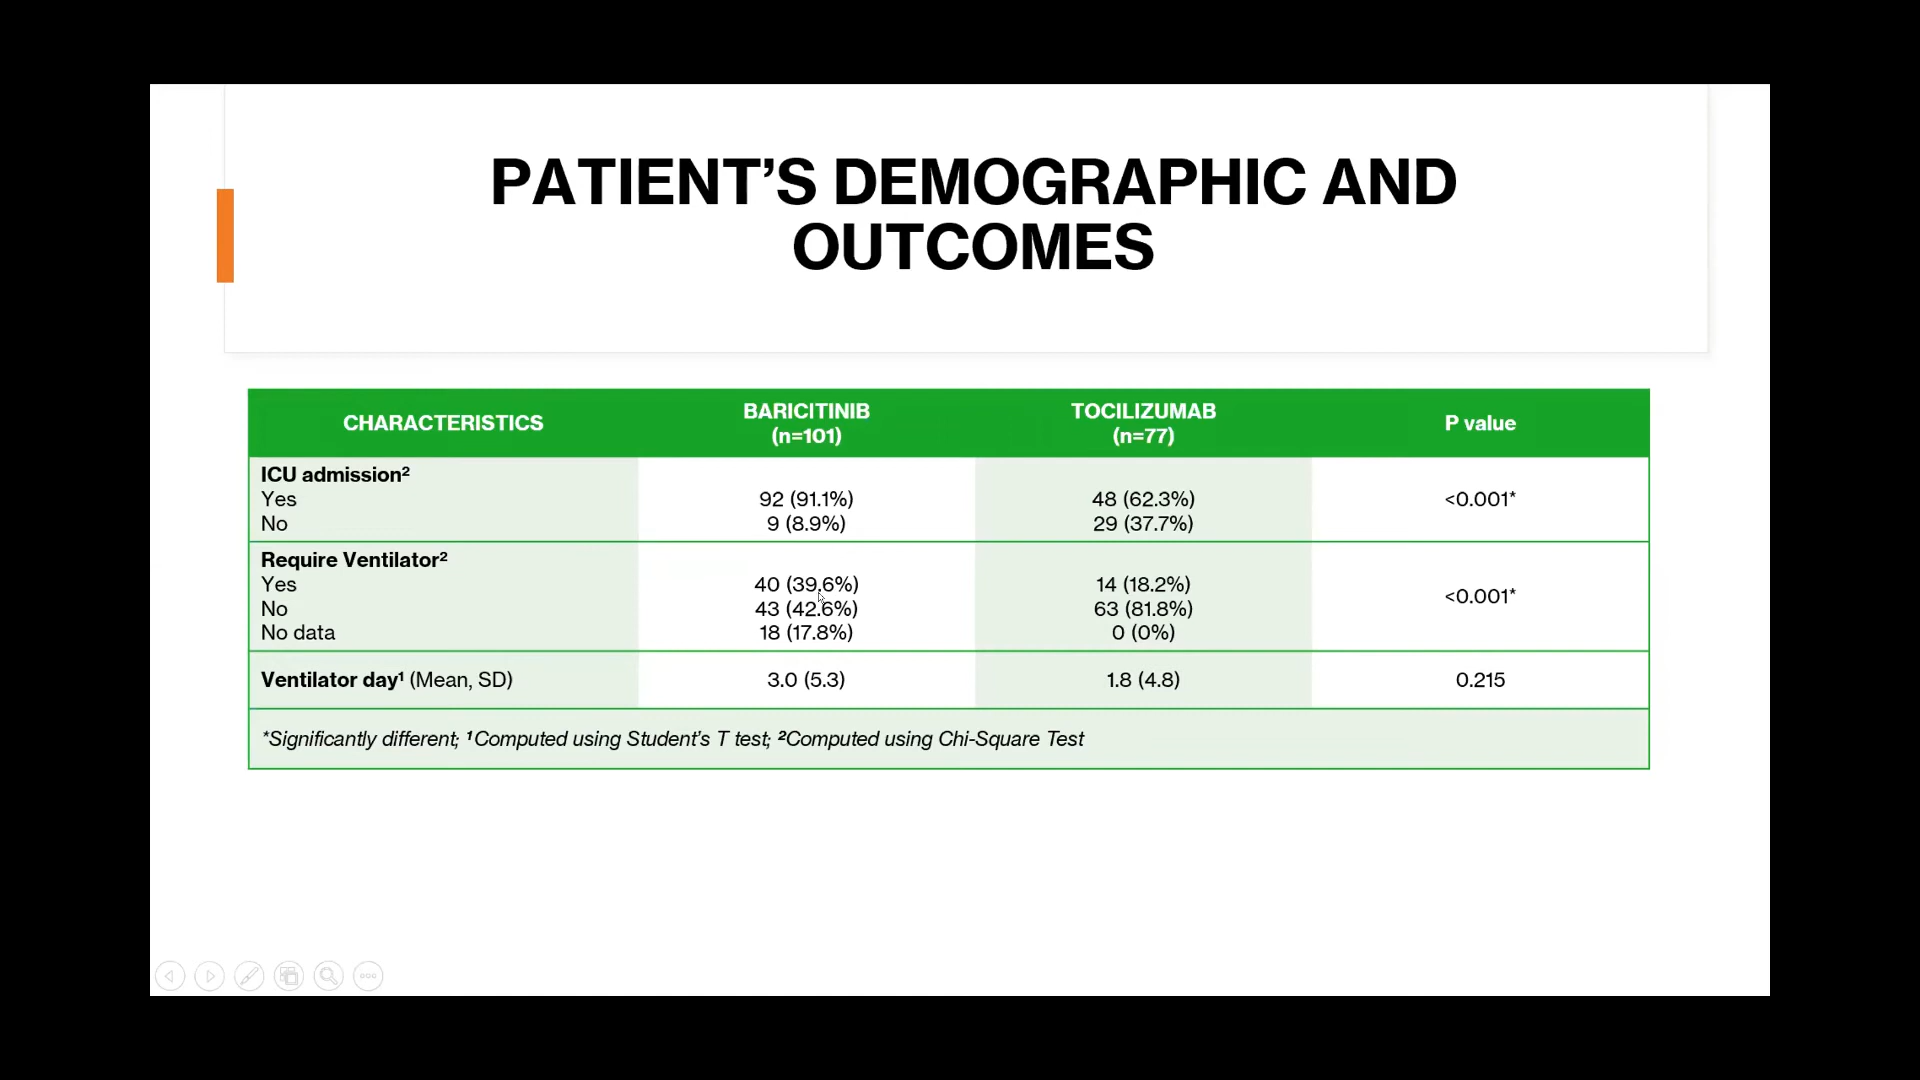 PATIENT’S DEMOGRAPHIC AND
OUTCOMES
CHARACTERISTICS
BARICITINIB
(n=101)
TOCILIZUMAB
(n=77)
P value
ICU admission²
Yes 92 (91.1%) 48 (62.3%) <0.001*
No 9 (8.9%) 29 (37.7%)
Require Ventilator²
Yes 40 (39.6%) 14 (18.2%)
<0.001*
No 43 (42.6%) 63 (81.8%)
No data 18 (17.8%) 0 (0%)
Ventilator day¹ (Mean, SD) 3.0 (5.3) 1.8 (4.8) 0.215
*Significantly different; ¹Computed using Student’s T test; ²Computed using Chi-Square Test